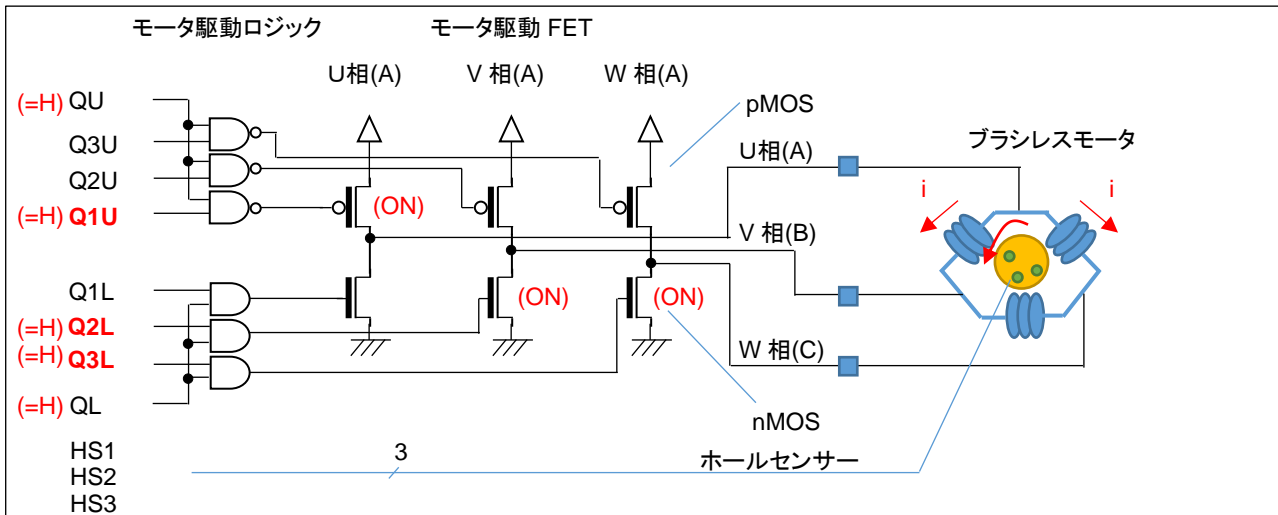 モータ駆動ロジック
モータ駆動 FET
U相(A)
V 相(A)
W 相(A)
(=H) QU
Q3U
Q2U
(=H) Q1U
Q1L
(=H) Q2L
(=H) Q3L
(=H) QL
HS1
HS2
HS3
3
(ON)
(ON)
(ON)
pMOS
nMOS
U相(A)
V 相(B)
W 相(C)
ブラシレスモータ
i
i
ホールセンサー